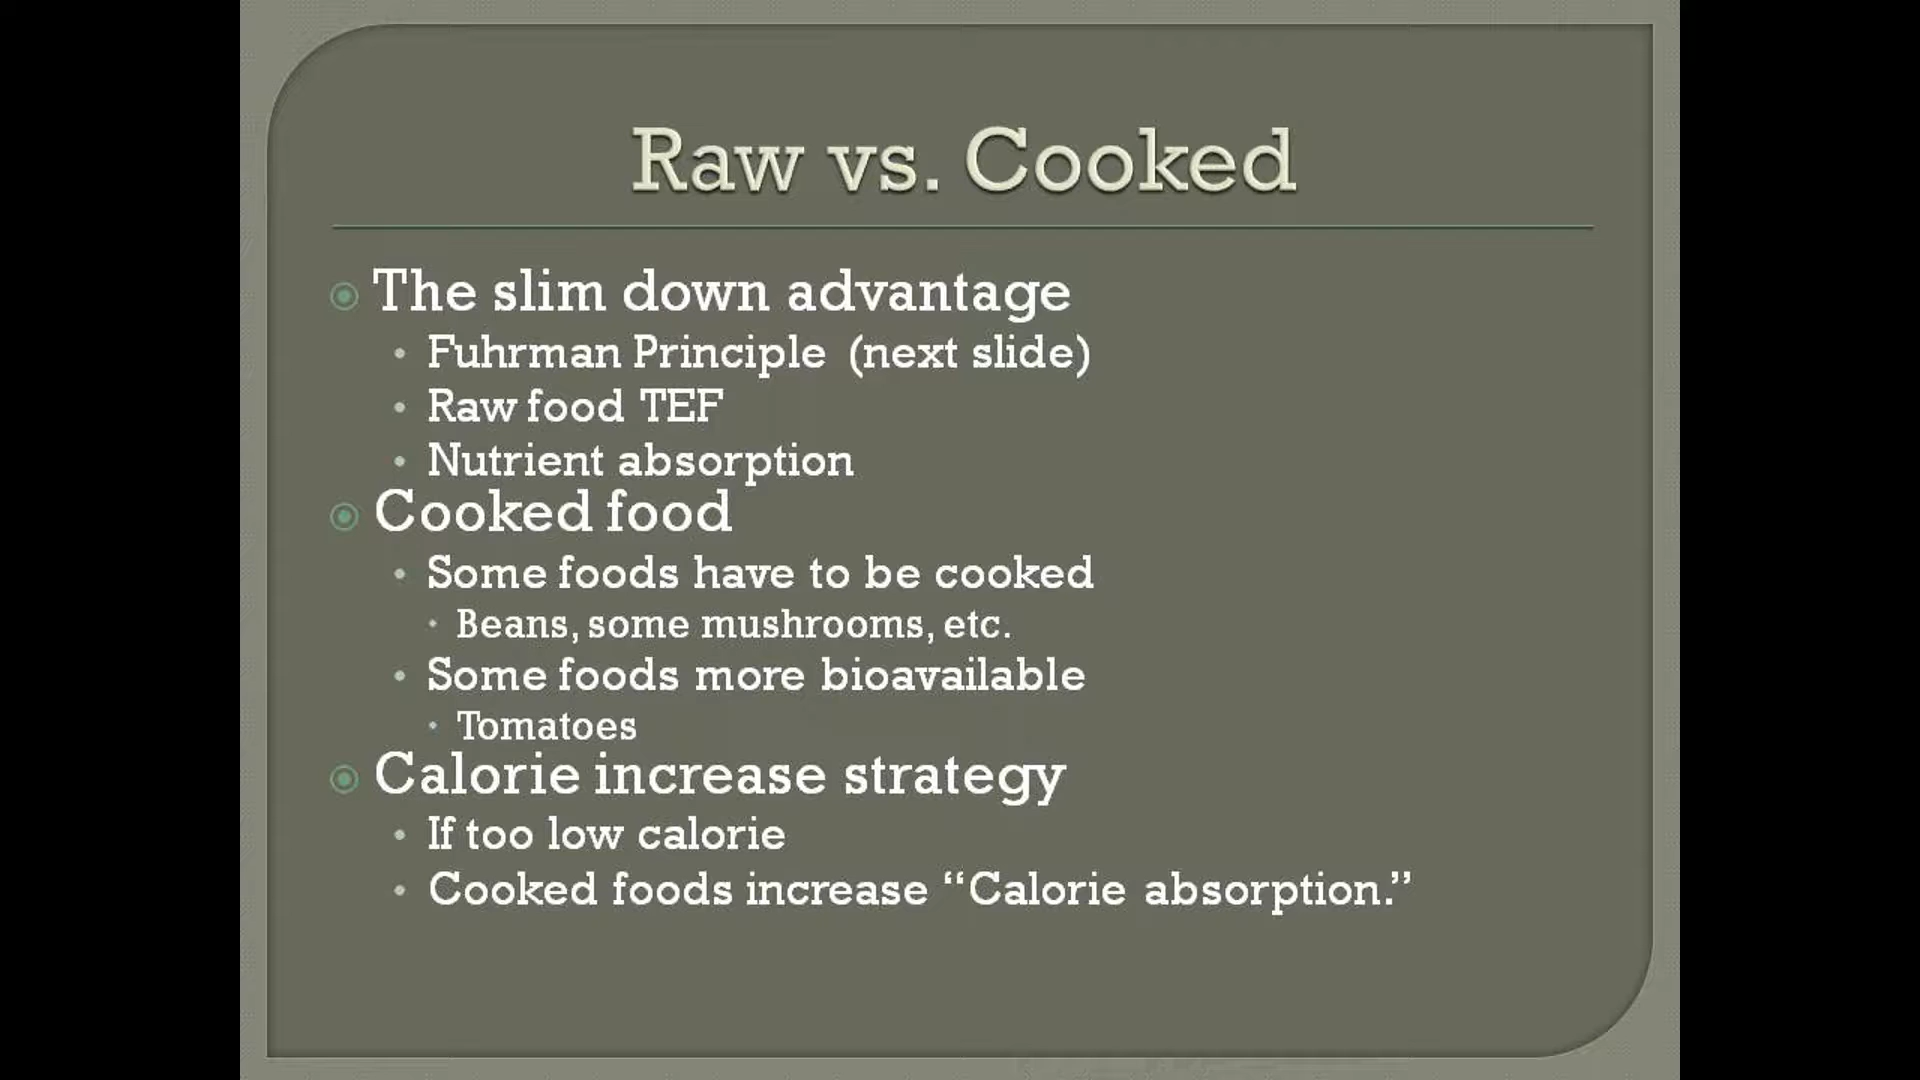 Raw vs. Cooked
The slim down advantage
Fuhrman Principle (next slide)
Raw food TEF
Nutrient absorption
Cooked food
Some foods have to be cooked
Beans, some mushrooms, etc.
Some foods more bioavailable
Tomatoes
Calorie increase strategy
If too low calorie
Cooked foods increase “Calorie absorption.”